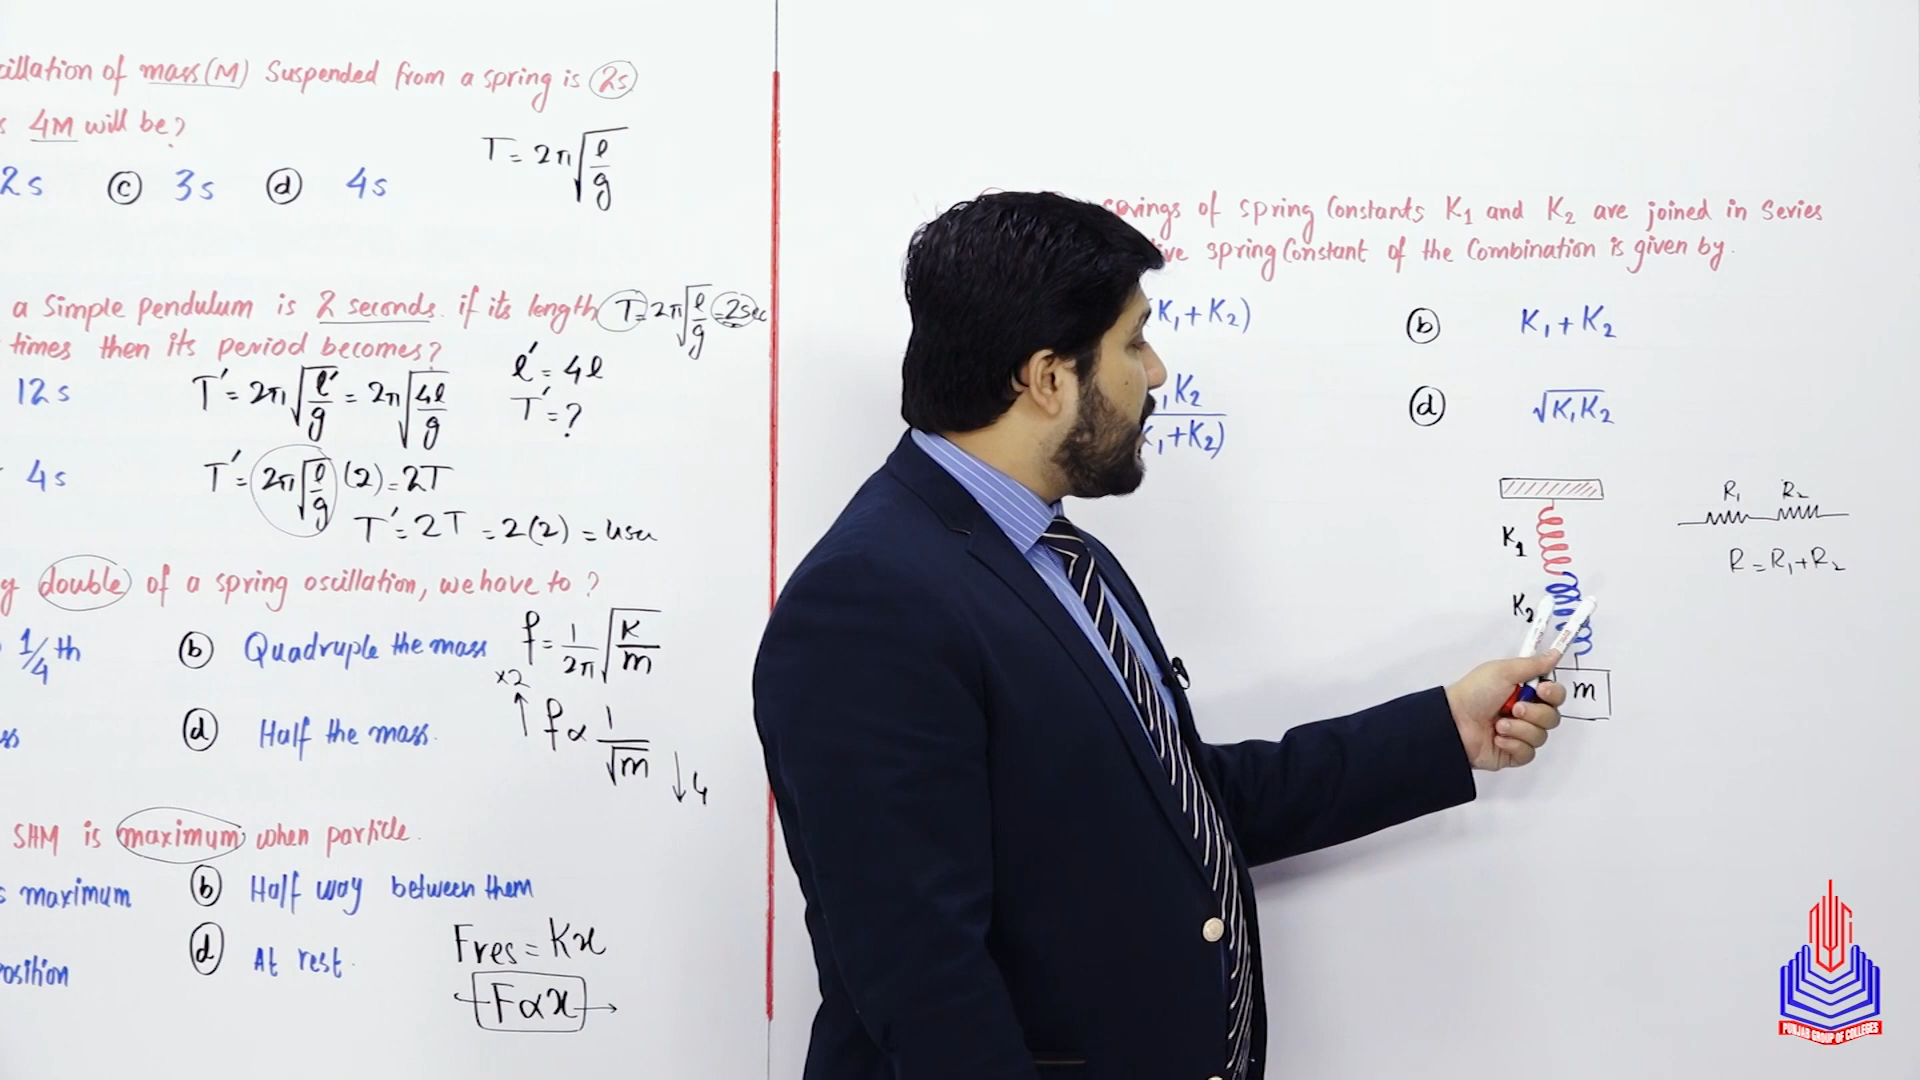 cillation of mass(M) Suspended from a spring is 2s
4M will be?
2s (c) 3s (d) 4s
T = 2π√(l/g)
a Simple pendulum is 2 seconds. if its length
T = 2π√(l/g) = 2sec
times then its period becomes?
12s
T' = 2π√(l'/g) = 2π√(4l/g)
l' = 4l
T' = ?
4s
T' = 2π√(l/g) (2) = 2T
T' = 2T = 2(2) = 4sec
double of a spring oscillation, we have to ?
1/4 th (b) Quadruple the mass
f = 1/2π √(K/m)
×2
(d) Half the mass.
f ∝ 1/√m
↓4
SHM is maximum when particle.
s maximum (b) Half way between them
osition (d) At rest.
Fres = Kx
F∝x
springs of spring Constants K₁ and K₂ are joined in Series
ive spring Constant of the Combination is given by.
(K₁ + K₂) (b) K₁ + K₂
K₂
K₁+K₂) (d) √K₁K₂
K₁
K₂
m
R₁ R₂
R = R₁+R₂
PUNJAB GROUP OF COLLEGES